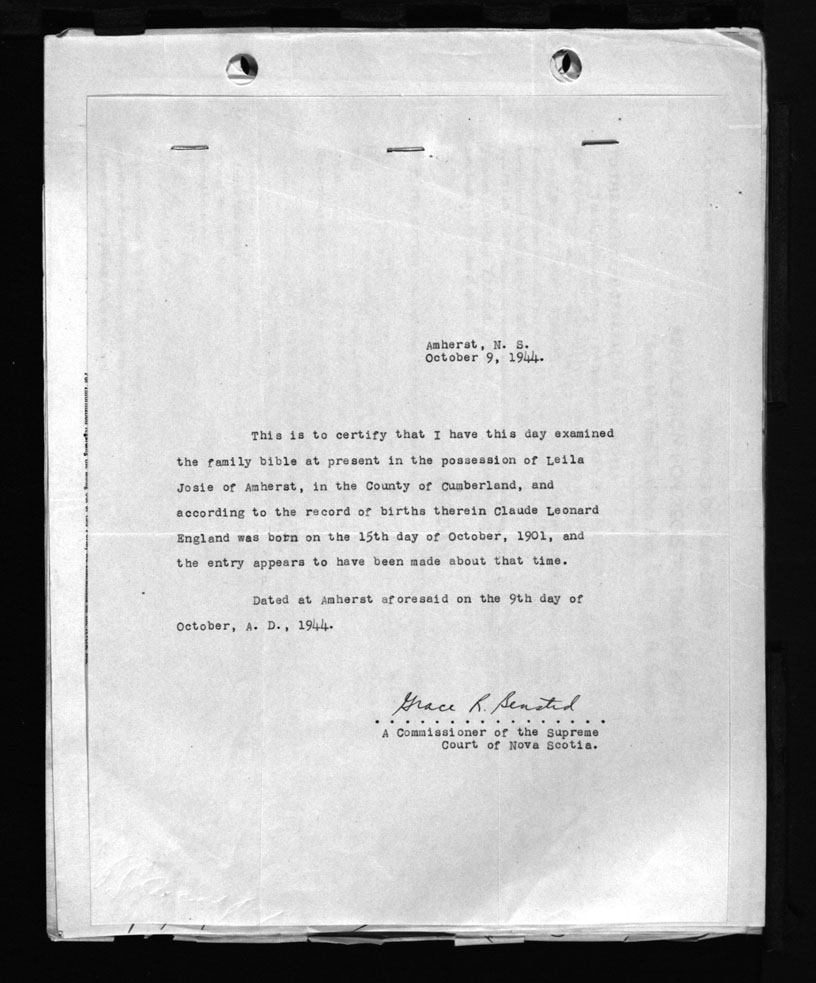 Amherst, N. S.
October 9, 1944.
This is to certify that I have this day examined
the family bible at present in the possession of Leila
Josie of Amherst, in the County of Cumberland, and
according to the record of births therein Claude Leonard
England was born on the 15th day of October, 1901, and
the entry appears to have been made about that time.
Dated at Amherst aforesaid on the 9th day of
October, A. D., 1944.
Grace R. Bensted
A Commissioner of the Supreme
Court of Nova Scotia.